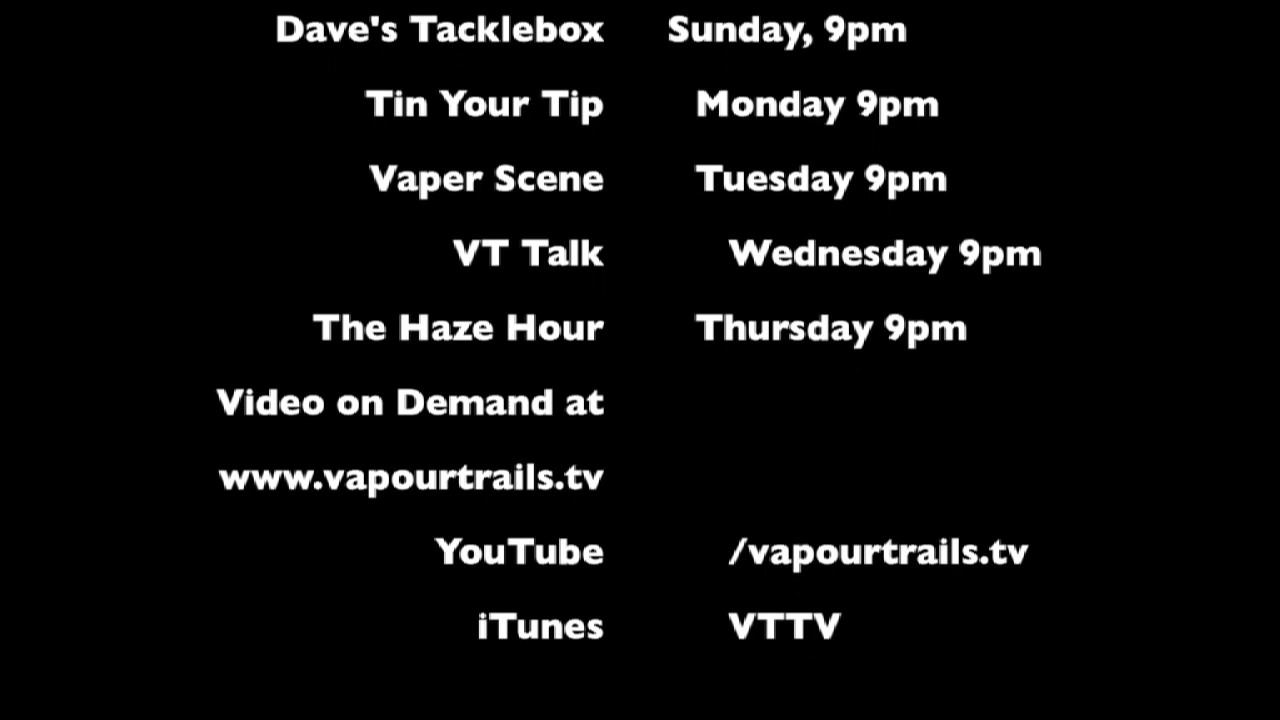 Dave's Tacklebox Sunday, 9pm
Tin Your Tip Monday 9pm
Vaper Scene Tuesday 9pm
VT Talk Wednesday 9pm
The Haze Hour Thursday 9pm
Video on Demand at
www.vapourtrails.tv
YouTube /vapourtrails.tv
iTunes VTTV